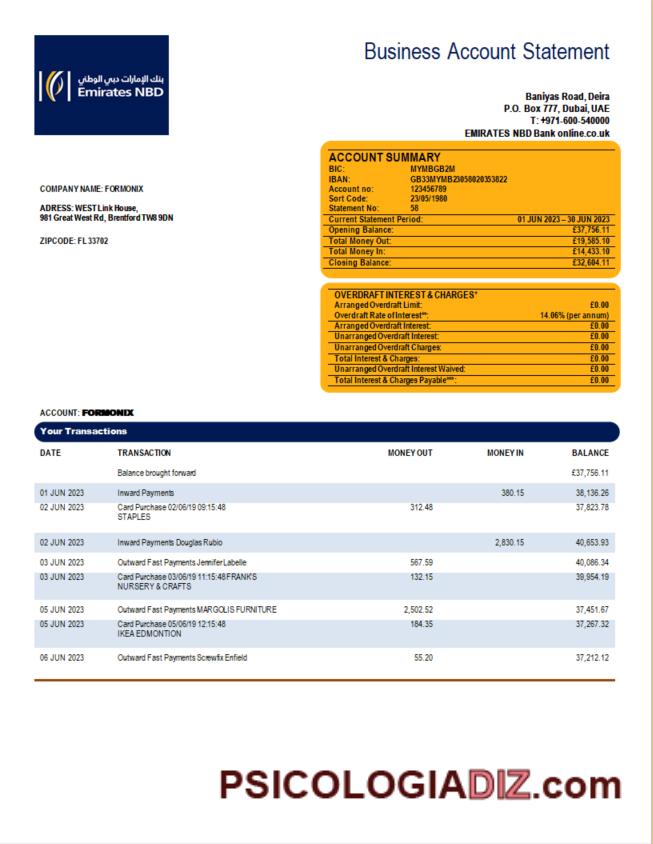 بنك الإمارات دبي الوطني
Emirates NBD
Business Account Statement
Baniyas Road, Deira
P.O. Box 777, Dubai, UAE
T: +971-600-540000
EMIRATES NBD Bank online.co.uk
COMPANY NAME: FORMONIX
ADRESS: WEST Link House,
981 Great West Rd, Brentford TW8 9DN
ZIPCODE: FL 33702
ACCOUNT SUMMARY
BIC: MYMBGB2M
IBAN: GB33MYMB23058020353822
Account no: 123456789
Sort Code: 23/05/1980
Statement No: 58
Current Statement Period: 01 JUN 2023 – 30 JUN 2023
Opening Balance: £37,756.11
Total Money Out: £19,585.10
Total Money In: £14,433.10
Closing Balance: £32,604.11
OVERDRAFT INTEREST & CHARGES*
Arranged Overdraft Limit: £0.00
Overdraft Rate of Interest**: 14.06% (per annum)
Arranged Overdraft Interest: £0.00
Unarranged Overdraft Interest: £0.00
Unarranged Overdraft Charges: £0.00
Total Interest & Charges: £0.00
Unarranged Overdraft Interest Waived: £0.00
Total Interest & Charges Payable***: £0.00
ACCOUNT: FORMONIX
Your Transactions
DATE TRANSACTION MONEY OUT MONEY IN BALANCE
Balance brought forward £37,756.11
01 JUN 2023 Inward Payments 380.15 38,136.26
02 JUN 2023 Card Purchase 02/06/19 09:15:48 312.48 37,823.78
STAPLES
02 JUN 2023 Inward Payments Douglas Rubio 2,830.15 40,653.93
03 JUN 2023 Outward Fast Payments Jennifer Labelle 567.59 40,086.34
03 JUN 2023 Card Purchase 03/06/19 11:15:48 FRANK'S 132.15 39,954.19
NURSERY & CRAFTS
05 JUN 2023 Outward Fast Payments MARGOLIS FURNITURE 2,502.52 37,451.67
05 JUN 2023 Card Purchase 05/06/19 12:15:48 184.35 37,267.32
IKEA EDMONTION
06 JUN 2023 Outward Fast Payments Screwfix Enfield 55.20 37,212.12
PSICOLOGIADIZ.com